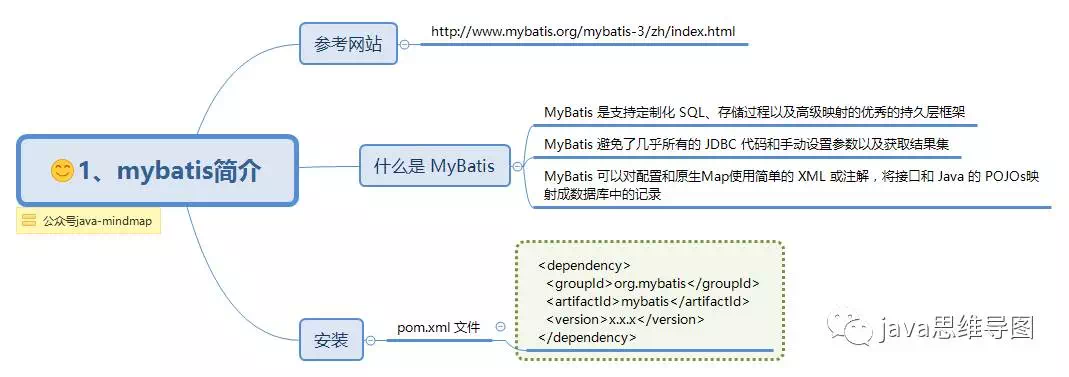 参考网站
http://www.mybatis.org/mybatis-3/zh/index.html
1、mybatis简介
公众号java-mindmap
什么是 MyBatis
MyBatis 是支持定制化 SQL、存储过程以及高级映射的优秀的持久层框架
MyBatis 避免了几乎所有的 JDBC 代码和手动设置参数以及获取结果集
MyBatis 可以对配置和原生Map使用简单的 XML 或注解，将接口和 Java 的 POJOs映
射成数据库中的记录
安装
pom.xml 文件
<dependency>
<groupId>org.mybatis</groupId>
<artifactId>mybatis</artifactId>
<version>x.x.x</version>
</dependency>
java思维导图